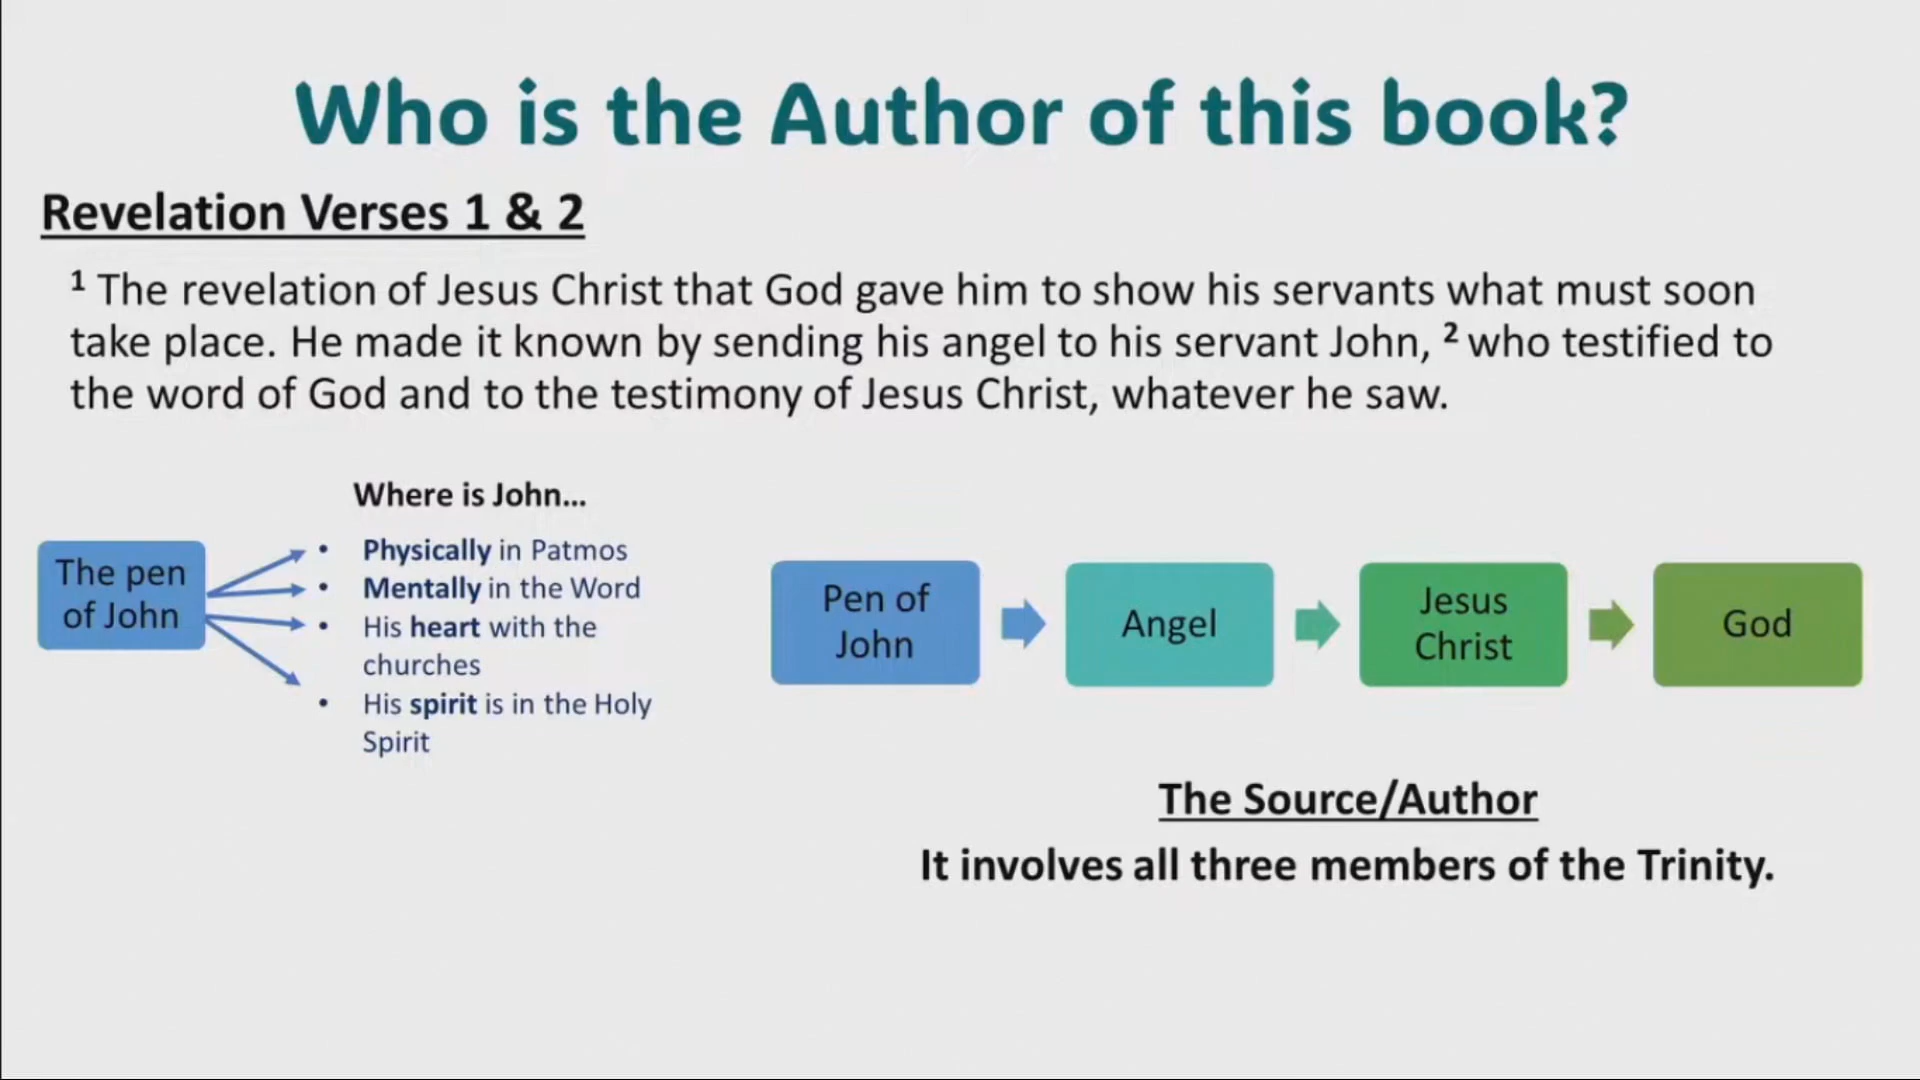 Who is the Author of this book?
Revelation Verses 1 & 2
¹ The revelation of Jesus Christ that God gave him to show his servants what must soon
take place. He made it known by sending his angel to his servant John, ² who testified to
the word of God and to the testimony of Jesus Christ, whatever he saw.
Where is John...
The pen
of John
• Physically in Patmos
• Mentally in the Word
• His heart with the
churches
• His spirit is in the Holy
Spirit
Pen of
John
Angel
Jesus
Christ
God
The Source/Author
It involves all three members of the Trinity.